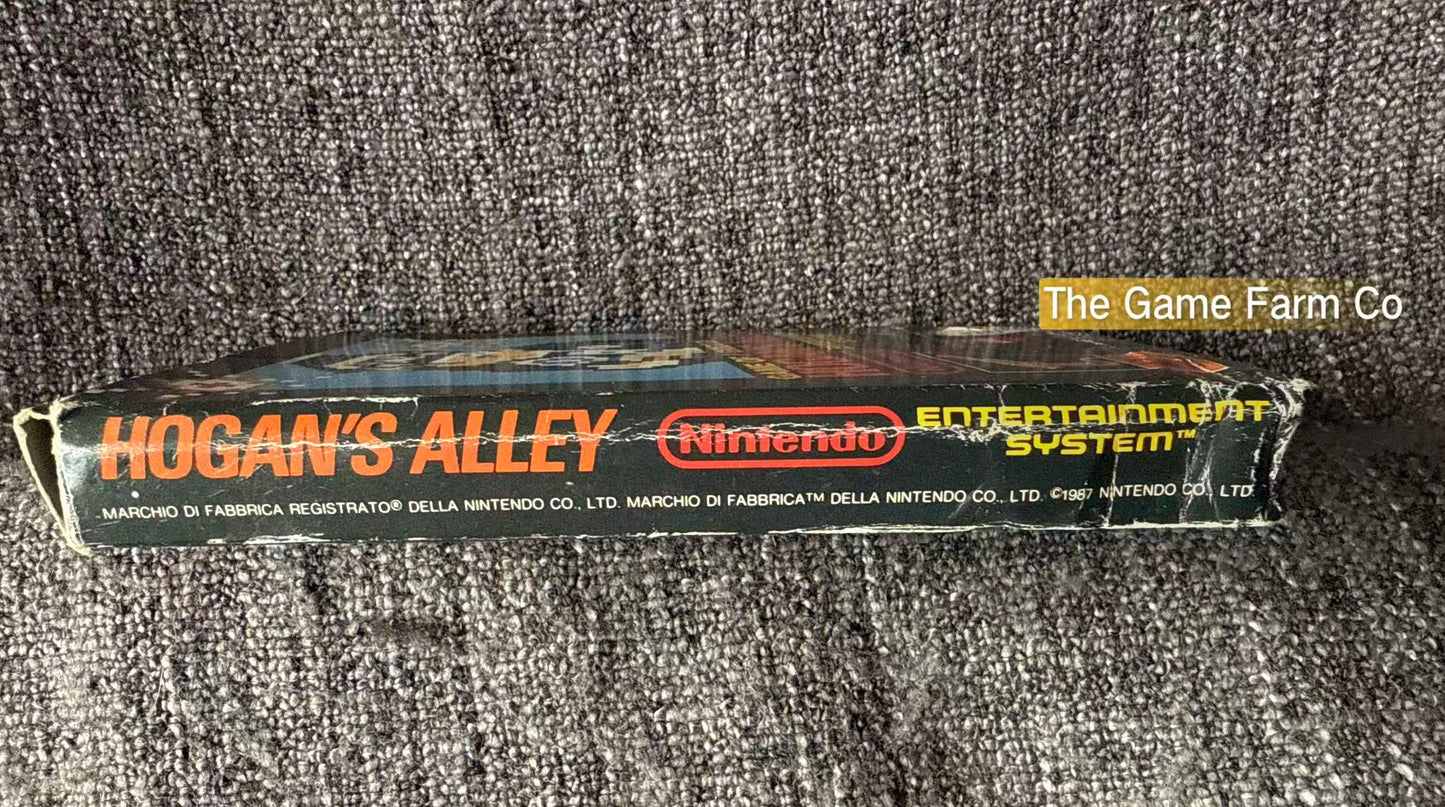 The Game Farm Co
HOGAN'S ALLEY Nintendo ENTERTAINMENT
SYSTEM™
MARCHIO DI FABBRICA REGISTRATO® DELLA NINTENDO CO., LTD. MARCHIO DI FABBRICA™ DELLA NINTENDO CO., LTD. ©1987 NINTENDO CO., LTD.